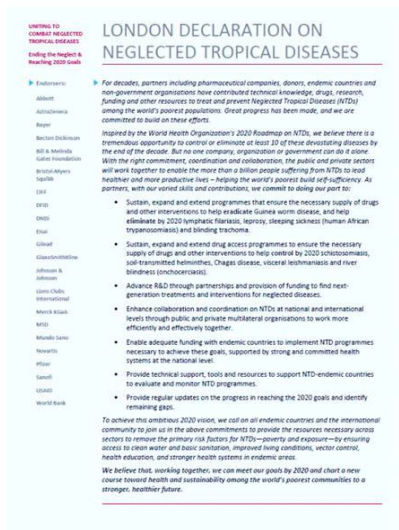 UNITING TO
COMBAT NEGLECTED
TROPICAL DISEASES
Ending the Neglect &
Reaching 2020 Goals
LONDON DECLARATION ON
NEGLECTED TROPICAL DISEASES
Endorsers:
Abbott
AstraZeneca
Bayer
Becton Dickinson
Bill & Melinda
Gates Foundation
Bristol-Myers
Squibb
CIFF
DFID
DNDi
Eisai
Gilead
GlaxoSmithKline
Johnson &
Johnson
Lions Clubs
International
Merck KGaA
MSD
Mundo Sano
Novartis
Pfizer
Sanofi
USAID
World Bank
For decades, partners including pharmaceutical companies, donors, endemic countries and
non-government organisations have contributed technical knowledge, drugs, research,
funding and other resources to treat and prevent Neglected Tropical Diseases (NTDs)
among the world's poorest populations. Great progress has been made, and we are
committed to build on these efforts.
Inspired by the World Health Organization's 2020 Roadmap on NTDs, we believe there is a
tremendous opportunity to control or eliminate at least 10 of these devastating diseases by
the end of the decade. But no one company, organization or government can do it alone.
With the right commitment, coordination and collaboration, the public and private sectors
will work together to enable the more than a billion people suffering from NTDs to lead
healthier and more productive lives – helping the world's poorest build self-sufficiency. As
partners, with our varied skills and contributions, we commit to doing our part to:
• Sustain, expand and extend programmes that ensure the necessary supply of drugs
and other interventions to help eradicate Guinea worm disease, and help
eliminate by 2020 lymphatic filariasis, leprosy, sleeping sickness (human African
trypanosomiasis) and blinding trachoma.
• Sustain, expand and extend drug access programmes to ensure the necessary
supply of drugs and other interventions to help control by 2020 schistosomiasis,
soil-transmitted helminthes, Chagas disease, visceral leishmaniasis and river
blindness (onchocerciasis).
• Advance R&D through partnerships and provision of funding to find next-
generation treatments and interventions for neglected diseases.
• Enhance collaboration and coordination on NTDs at national and international
levels through public and private multilateral organisations to work more
efficiently and effectively together.
• Enable adequate funding with endemic countries to implement NTD programmes
necessary to achieve these goals, supported by strong and committed health
systems at the national level.
• Provide technical support, tools and resources to support NTD-endemic countries
to evaluate and monitor NTD programmes.
• Provide regular updates on the progress in reaching the 2020 goals and identify
remaining gaps.
To achieve this ambitious 2020 vision, we call on all endemic countries and the international
community to join us in the above commitments to provide the resources necessary across
sectors to remove the primary risk factors for NTDs—poverty and exposure—by ensuring
access to clean water and basic sanitation, improved living conditions, vector control,
health education, and stronger health systems in endemic areas.
We believe that, working together, we can meet our goals by 2020 and chart a new
course toward health and sustainability among the world's poorest communities to a
stronger, healthier future.